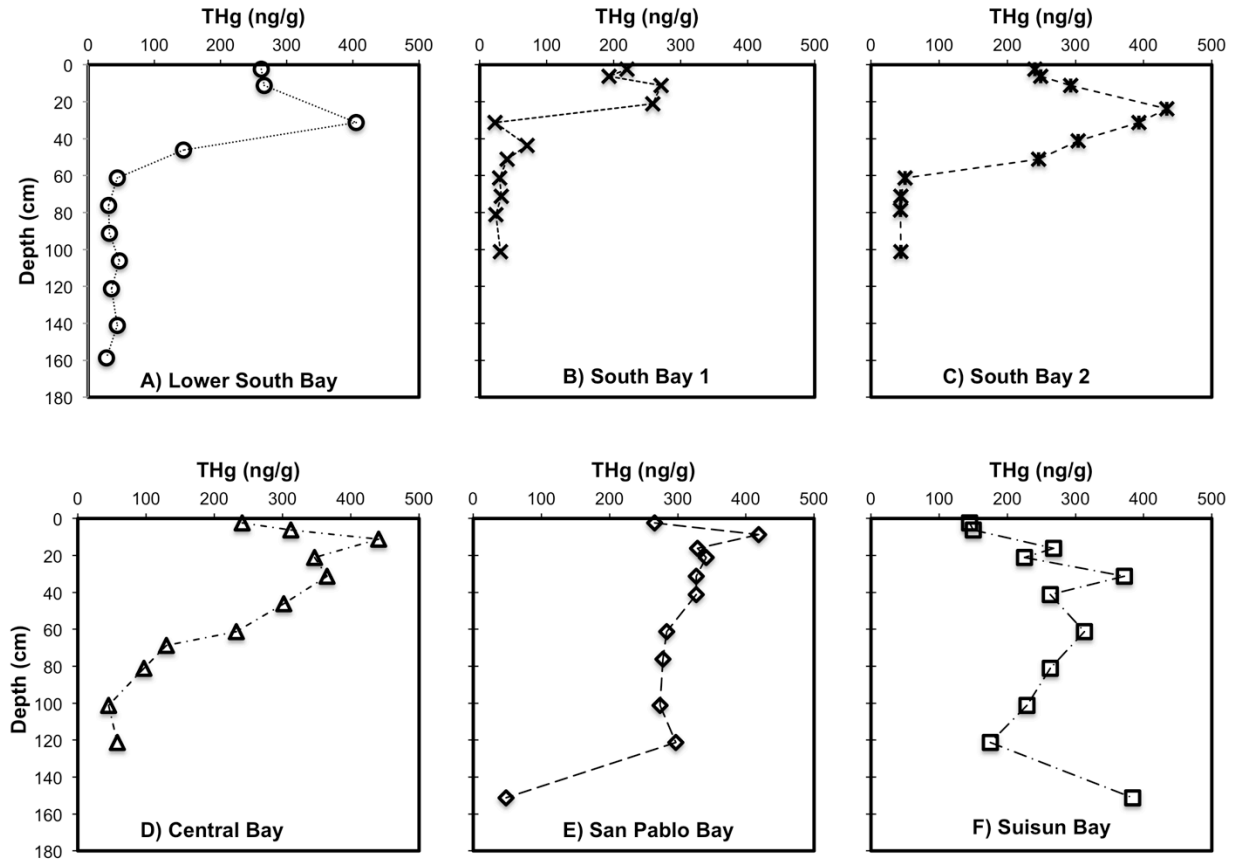 THg (ng/g) THg (ng/g) THg (ng/g)
0 100 200 300 400 500 0 100 200 300 400 500 0 100 200 300 400 500
0
20
40
60
80
100
120
140
160
180
Depth (cm)
A) Lower South Bay B) South Bay 1 C) South Bay 2
THg (ng/g) THg (ng/g) THg (ng/g)
0 100 200 300 400 500 0 100 200 300 400 500 0 100 200 300 400 500
0
20
40
60
80
100
120
140
160
180
Depth (cm)
D) Central Bay E) San Pablo Bay F) Suisun Bay